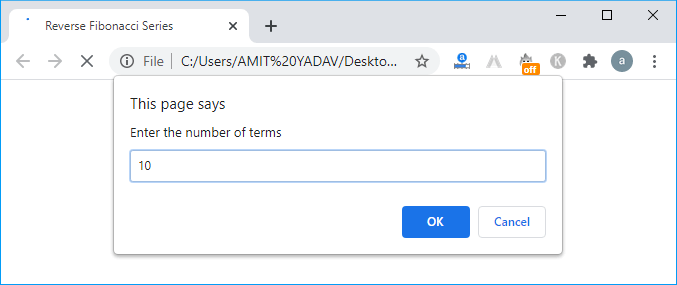 Reverse Fibonacci Series
File | C:/Users/AMIT%20YADAV/Deskto...
off
K
a
This page says
Enter the number of terms
10
OK Cancel